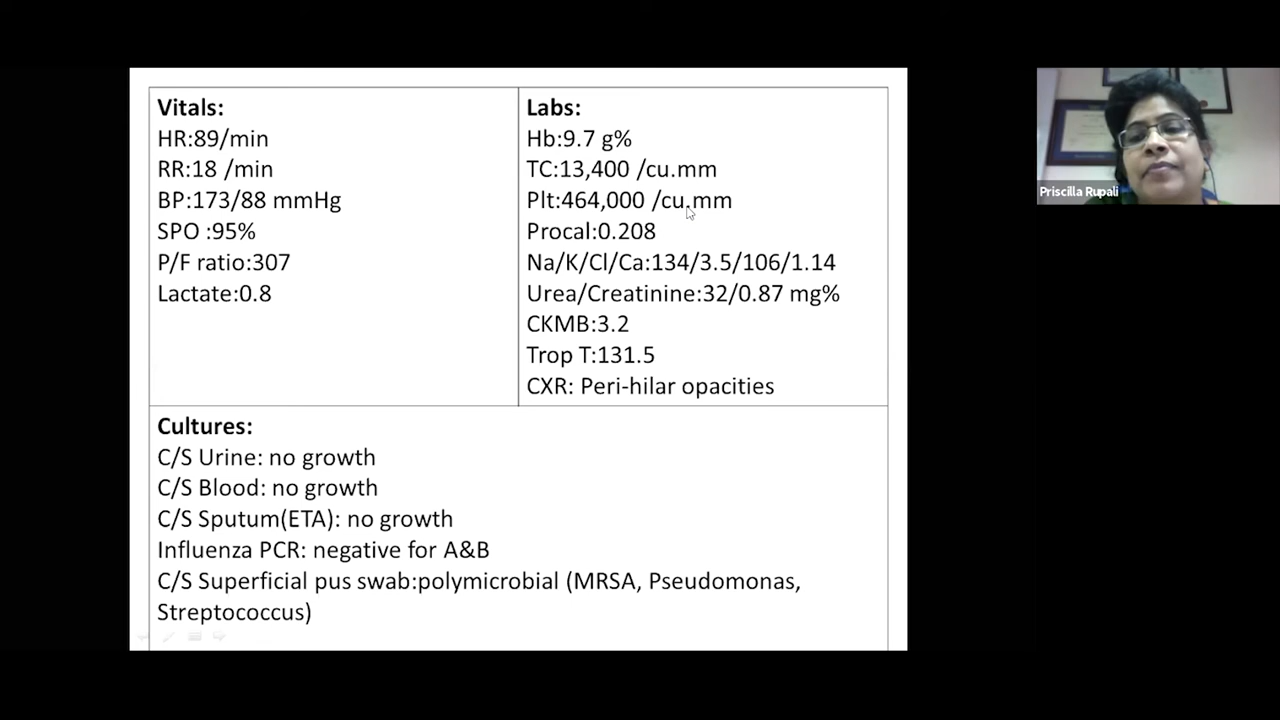 Vitals:
HR:89/min
RR:18 /min
BP:173/88 mmHg
SPO :95%
P/F ratio:307
Lactate:0.8
Labs:
Hb:9.7 g%
TC:13,400 /cu.mm
Plt:464,000 /cu.mm
Procal:0.208
Na/K/Cl/Ca:134/3.5/106/1.14
Urea/Creatinine:32/0.87 mg%
CKMB:3.2
Trop T:131.5
CXR: Peri-hilar opacities
Cultures:
C/S Urine: no growth
C/S Blood: no growth
C/S Sputum(ETA): no growth
Influenza PCR: negative for A&B
C/S Superficial pus swab:polymicrobial (MRSA, Pseudomonas,
Streptococcus)
Priscilla Rupali